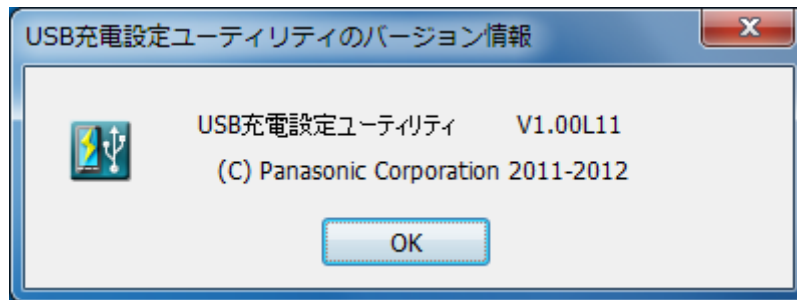 USB充電設定ユーティリティのバージョン情報
USB充電設定ユーティリティ V1.00L11
(C) Panasonic Corporation 2011-2012
OK